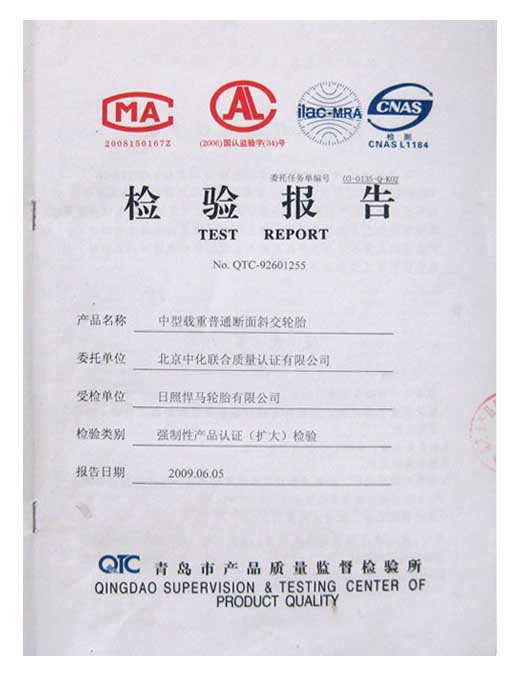 MA
AL
ilac-MRA
CNAS
2008150167Z
(2006)国认监验字(34)号
检 测
CNAS L1184
委托任务单编号 03-0135-Q-K02
检 验 报 告
TEST REPORT
No. QTC-92601255
产品名称 中型载重普通断面斜交轮胎
委托单位 北京中化联合质量认证有限公司
受检单位 日照悍马轮胎有限公司
检验类别 强制性产品认证（扩大）检验
报告日期 2009.06.05
QTC 青岛市产品质量监督检验所
QINGDAO SUPERVISION & TESTING CENTER OF
PRODUCT QUALITY